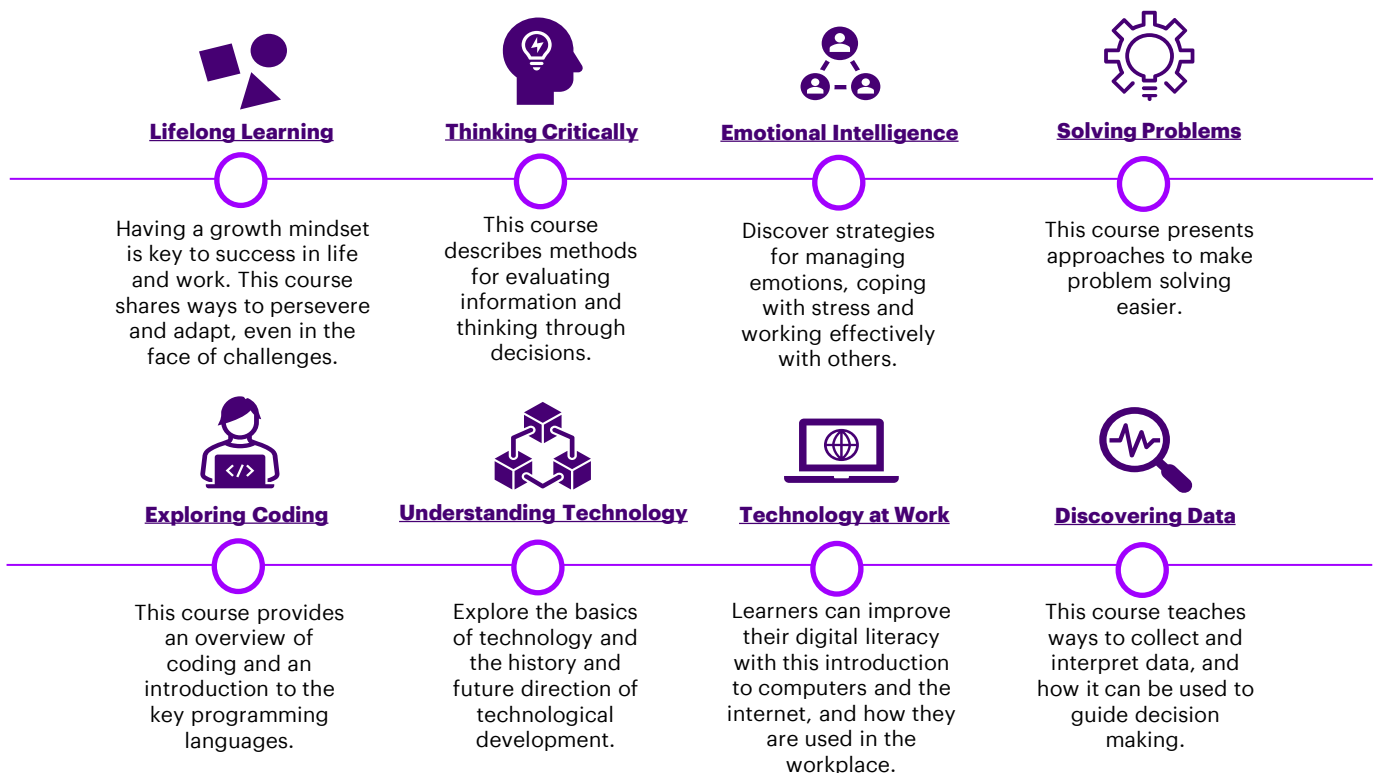 Lifelong Learning
Having a growth mindset
is key to success in life
and work. This course
shares ways to persevere
and adapt, even in the
face of challenges.
Thinking Critically
This course
describes methods
for evaluating
information and
thinking through
decisions.
Emotional Intelligence
Discover strategies
for managing
emotions, coping
with stress and
working effectively
with others.
Solving Problems
This course presents
approaches to make
problem solving
easier.
Exploring Coding
</>
This course provides
an overview of
coding and an
introduction to the
key programming
languages.
Understanding Technology
Explore the basics
of technology and
the history and
future direction of
technological
development.
Technology at Work
Learners can improve
their digital literacy
with this introduction
to computers and the
internet, and how they
are used in the
workplace.
Discovering Data
This course teaches
ways to collect and
interpret data, and
how it can be used to
guide decision
making.